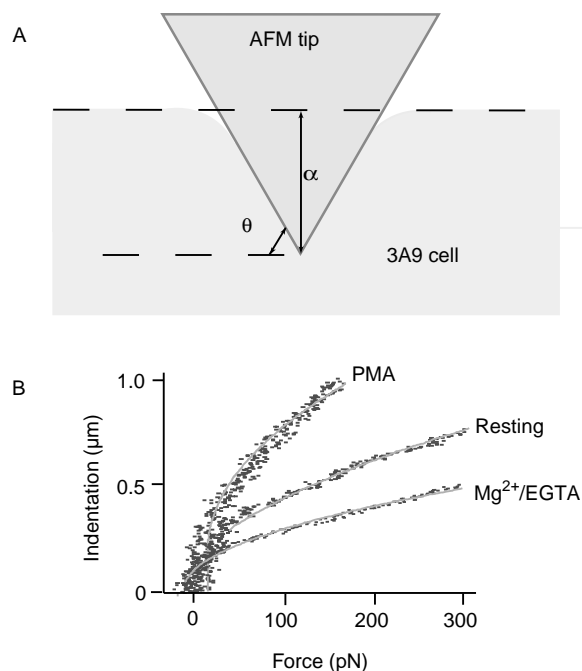 A
AFM tip
α
θ
3A9 cell
B
PMA
Resting
Mg²⁺/EGTA
Indentation (μm)
1.0
0.5
0
0
100
200
300
Force (pN)